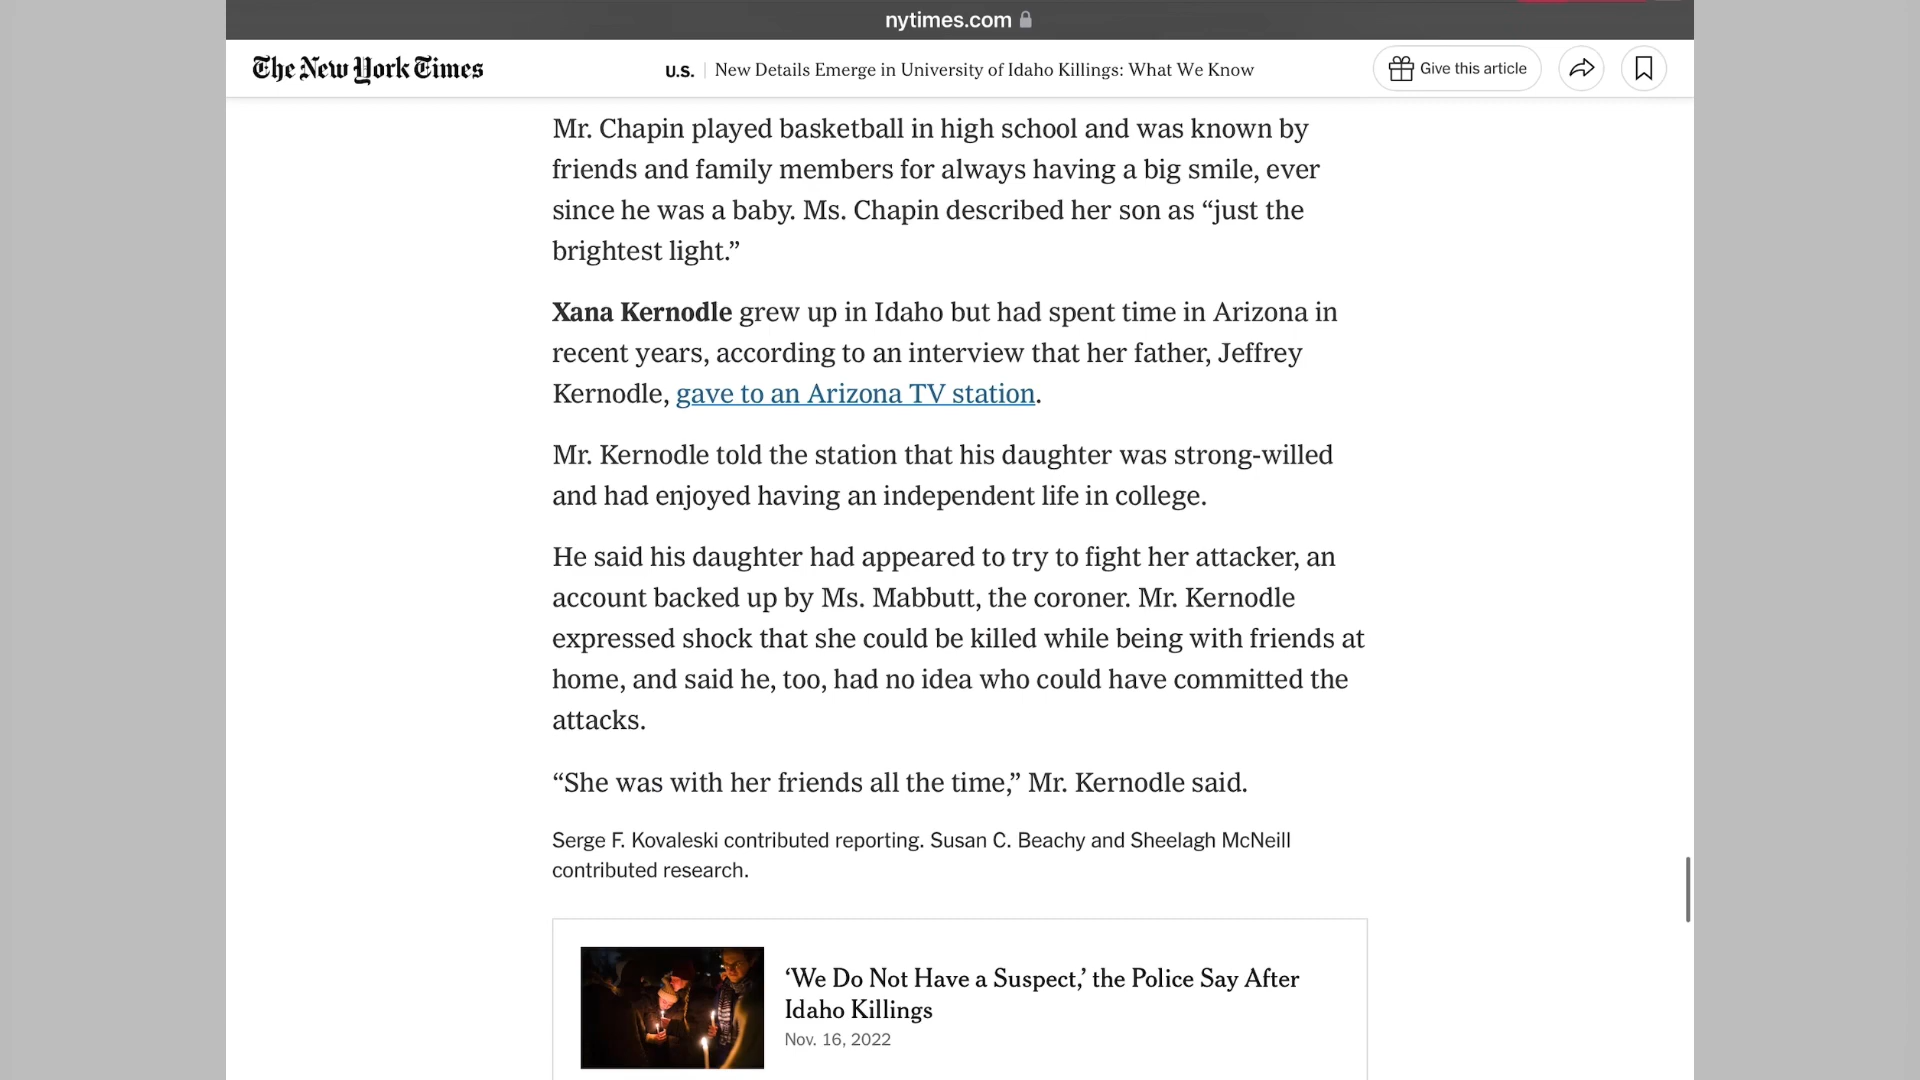 nytimes.com
The New York Times
U.S. New Details Emerge in University of Idaho Killings: What We Know
Give this article
Mr. Chapin played basketball in high school and was known by
friends and family members for always having a big smile, ever
since he was a baby. Ms. Chapin described her son as “just the
brightest light.”
Xana Kernodle grew up in Idaho but had spent time in Arizona in
recent years, according to an interview that her father, Jeffrey
Kernodle, gave to an Arizona TV station.
Mr. Kernodle told the station that his daughter was strong-willed
and had enjoyed having an independent life in college.
He said his daughter had appeared to try to fight her attacker, an
account backed up by Ms. Mabbutt, the coroner. Mr. Kernodle
expressed shock that she could be killed while being with friends at
home, and said he, too, had no idea who could have committed the
attacks.
“She was with her friends all the time,” Mr. Kernodle said.
Serge F. Kovaleski contributed reporting. Susan C. Beachy and Sheelagh McNeill
contributed research.
‘We Do Not Have a Suspect,’ the Police Say After
Idaho Killings
Nov. 16, 2022